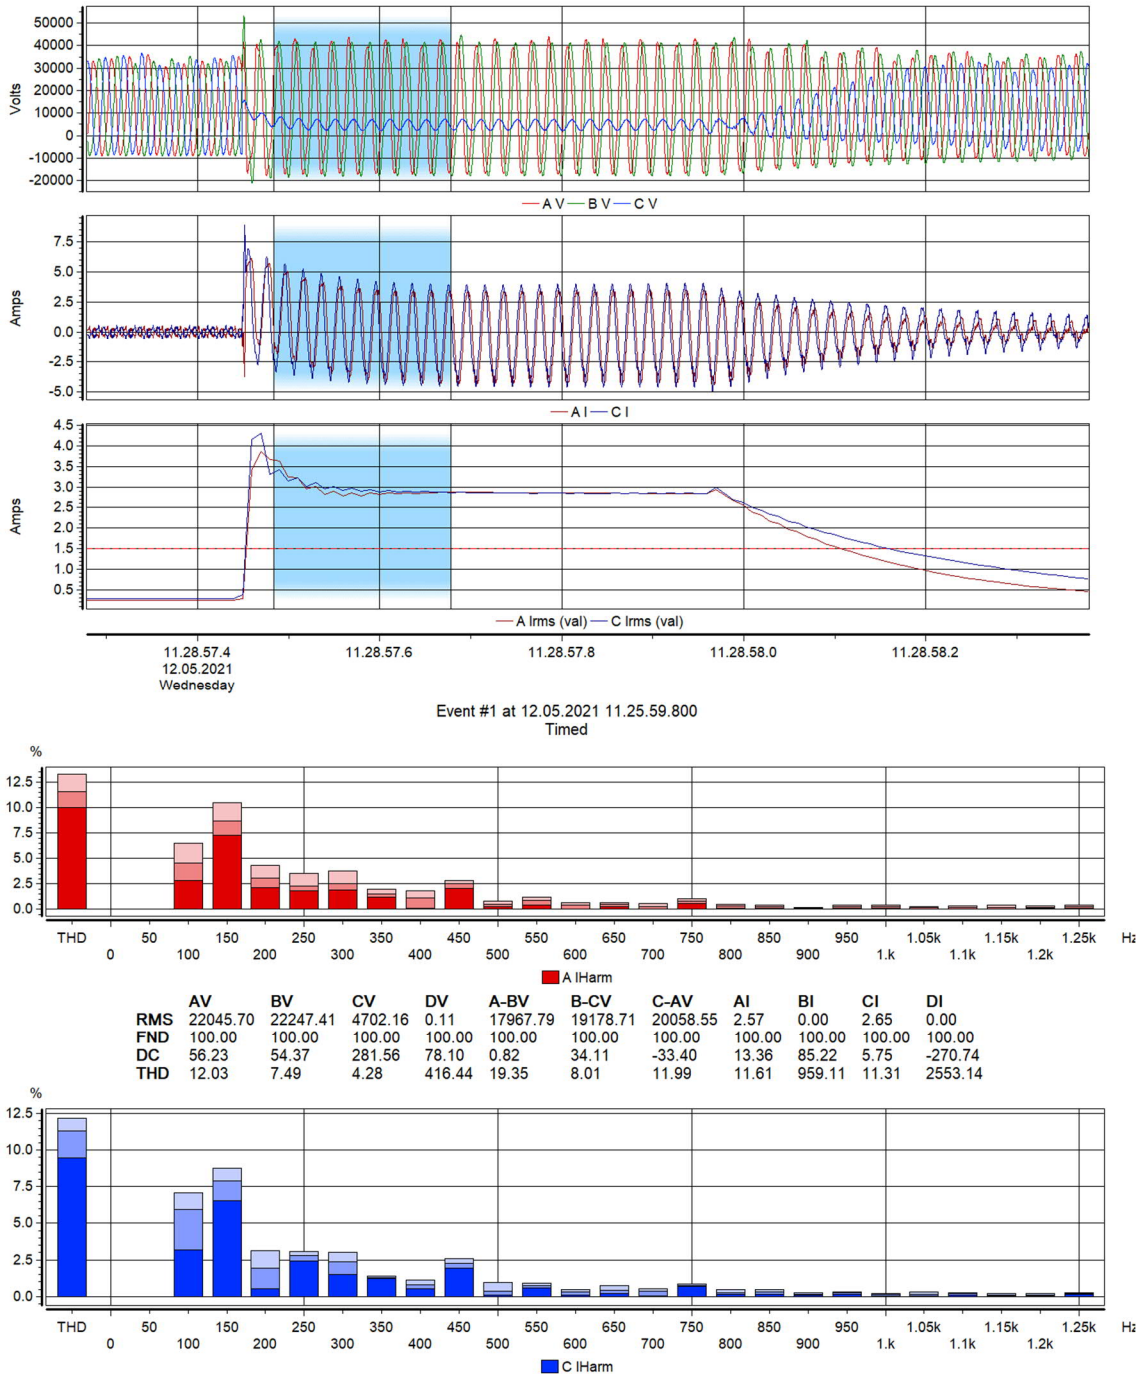 50000
40000
30000
20000
10000
0
-10000
-20000
Volts
A V B V C V
7.5
5.0
2.5
0.0
-2.5
-5.0
Amps
A I C I
4.5
4.0
3.5
3.0
2.5
2.0
1.5
1.0
0.5
Amps
A Irms (val) C Irms (val)
11.28.57.4 11.28.57.6 11.28.57.8 11.28.58.0 11.28.58.2
12.05.2021
Wednesday
Event #1 at 12.05.2021 11.25.59.800
Timed
%
12.5
10.0
7.5
5.0
2.5
0.0
THD 50 150 250 350 450 550 650 750 850 950 1.05k 1.15k 1.25k Hz
0 100 200 300 400 500 600 700 800 900 1.k 1.1k 1.2k
A IHarm
AV BV CV DV A-BV B-CV C-AV AI BI CI DI
RMS 22045.70 22247.41 4702.16 0.11 17967.79 19178.71 20058.55 2.57 0.00 2.65 0.00
FND 100.00 100.00 100.00 100.00 100.00 100.00 100.00 100.00 100.00 100.00 100.00
DC 56.23 54.37 281.56 78.10 0.82 34.11 -33.40 13.36 85.22 5.75 -270.74
THD 12.03 7.49 4.28 416.44 19.35 8.01 11.99 11.61 959.11 11.31 2553.14
%
12.5
10.0
7.5
5.0
2.5
0.0
THD 50 150 250 350 450 550 650 750 850 950 1.05k 1.15k 1.25k Hz
0 100 200 300 400 500 600 700 800 900 1.k 1.1k 1.2k
C IHarm